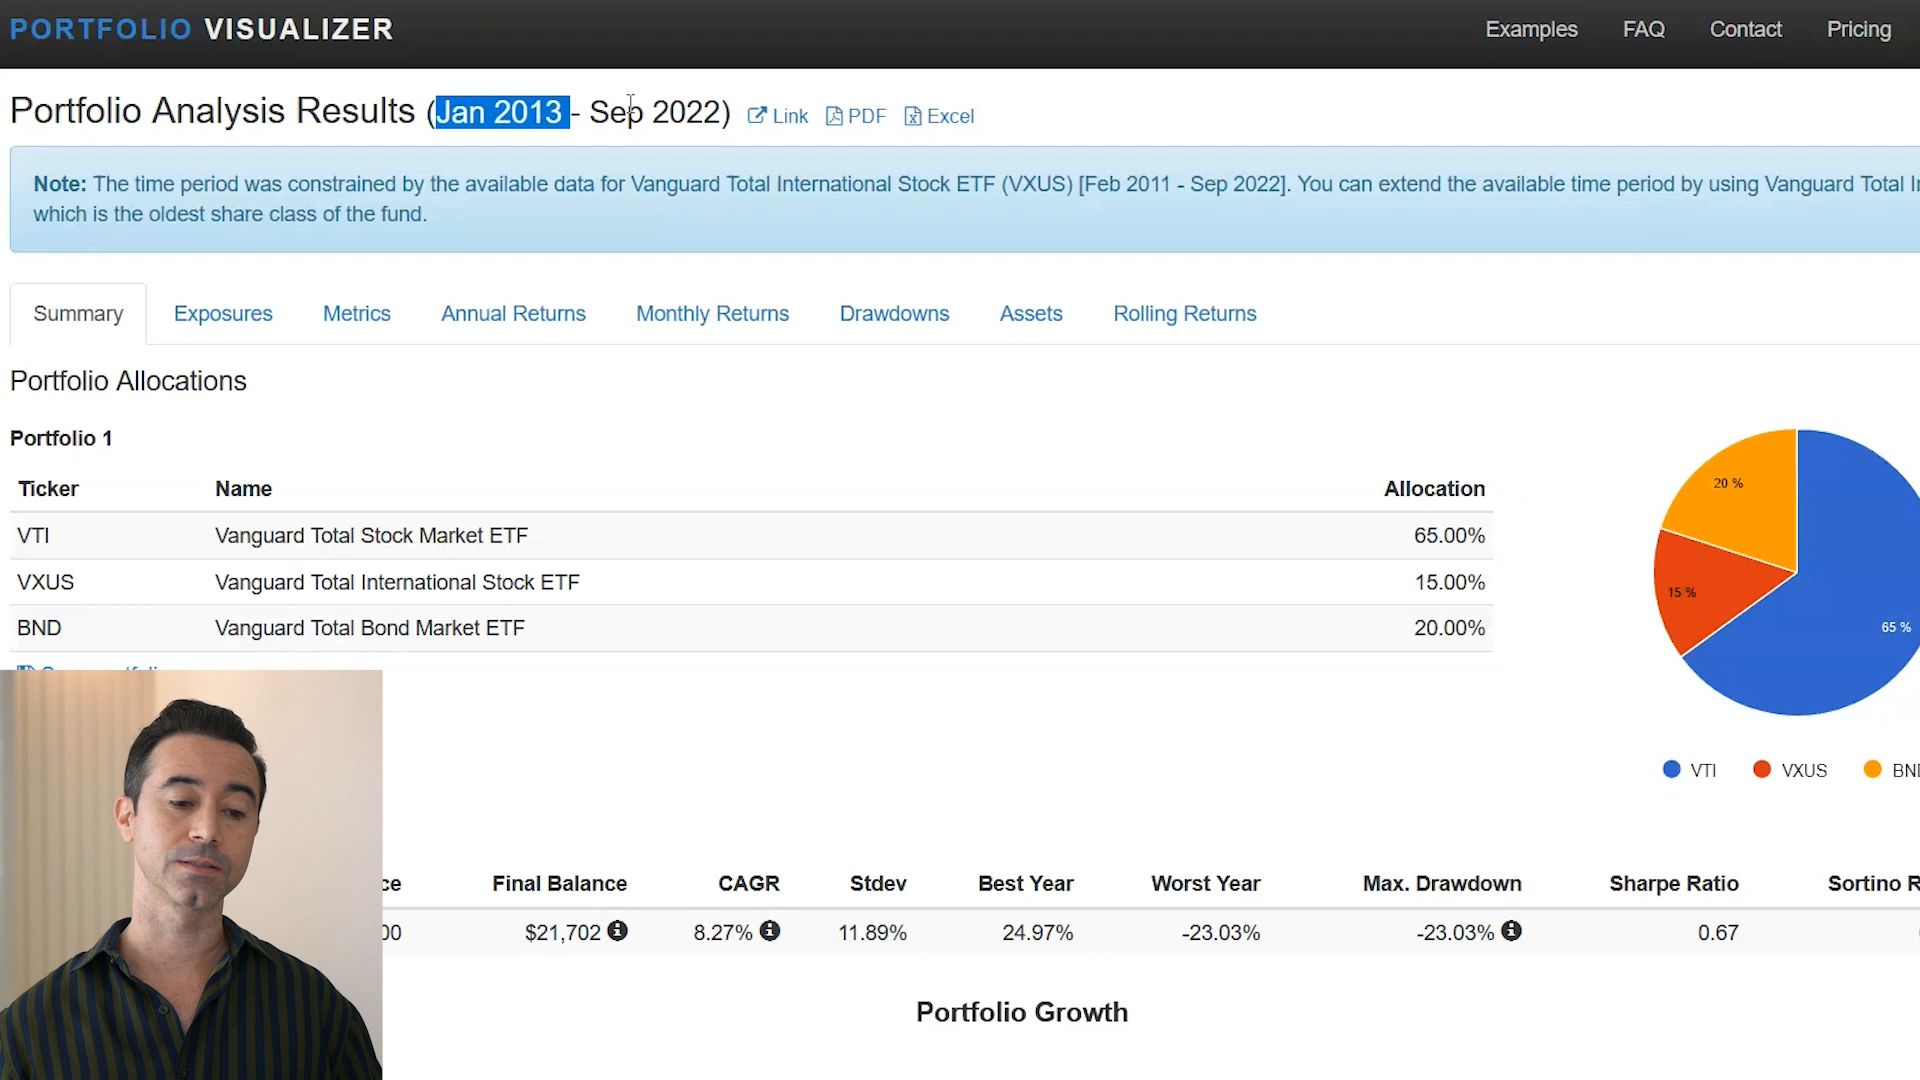 PORTFOLIO VISUALIZER
Examples FAQ Contact Pricing
Portfolio Analysis Results (Jan 2013 - Sep 2022) Link PDF Excel
Note: The time period was constrained by the available data for Vanguard Total International Stock ETF (VXUS) [Feb 2011 - Sep 2022]. You can extend the available time period by using Vanguard Total
which is the oldest share class of the fund.
Summary Exposures Metrics Annual Returns Monthly Returns Drawdowns Assets Rolling Returns
Portfolio Allocations
Portfolio 1
Ticker Name Allocation
VTI Vanguard Total Stock Market ETF 65.00%
VXUS Vanguard Total International Stock ETF 15.00%
BND Vanguard Total Bond Market ETF 20.00%
20 %
15 %
65 %
VTI VXUS BND
ce Final Balance CAGR Stdev Best Year Worst Year Max. Drawdown Sharpe Ratio Sortino R
00 $21,702 8.27% 11.89% 24.97% -23.03% -23.03% 0.67
Portfolio Growth